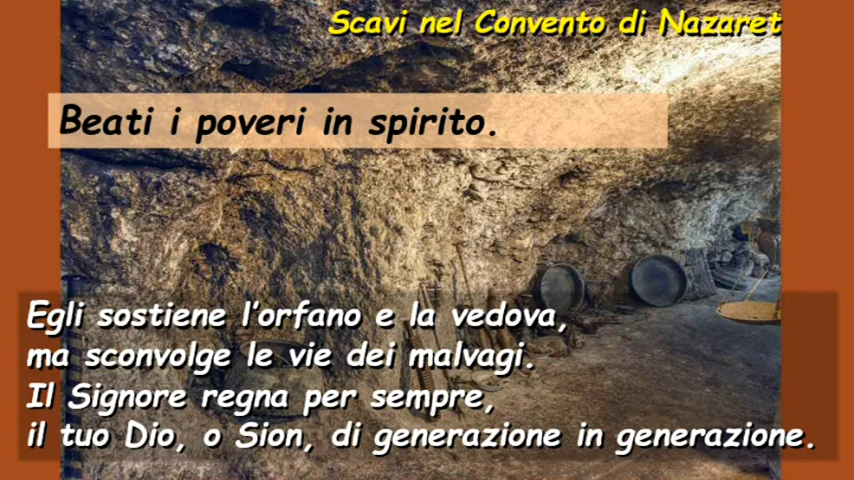 Scavi nel Convento di Nazaret
Beati i poveri in spirito.
Egli sostiene l’orfano e la vedova,
ma sconvolge le vie dei malvagi.
Il Signore regna per sempre,
il tuo Dio, o Sion, di generazione in generazione.